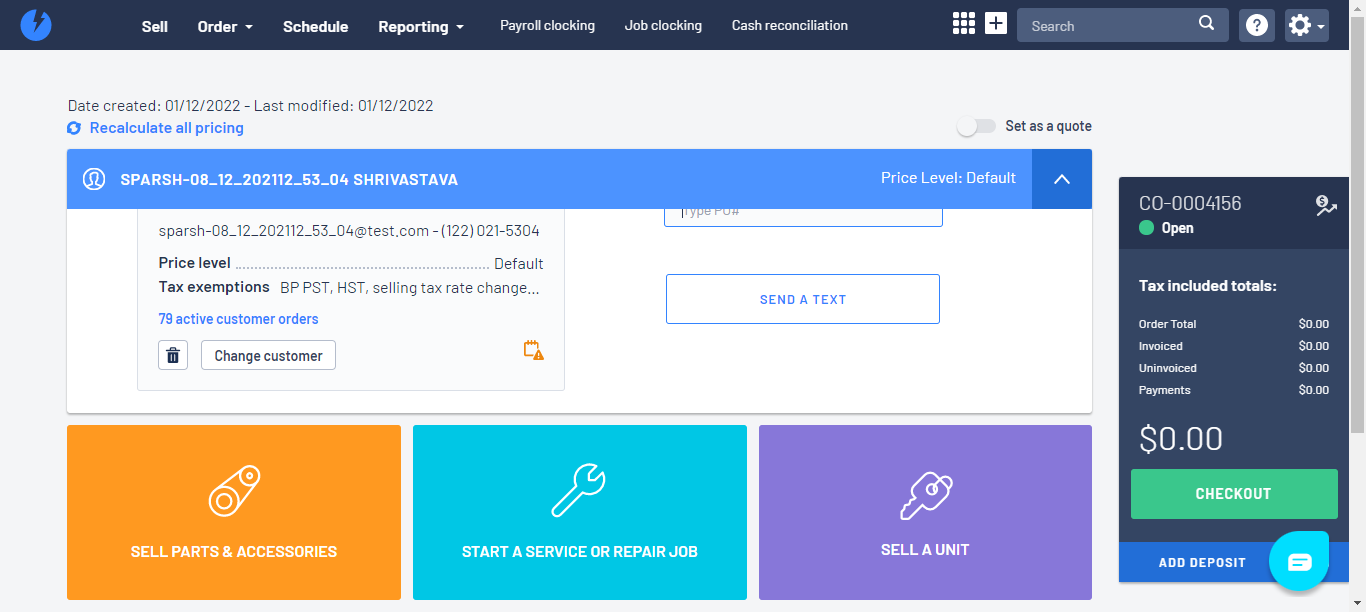 Sell Order Schedule Reporting Payroll clocking Job clocking Cash reconciliation Search
Date created: 01/12/2022 - Last modified: 01/12/2022
Recalculate all pricing
Set as a quote
SPARSH-08_12_202112_53_04 SHRIVASTAVA
Price Level: Default
Type PO#
sparsh-08_12_202112_53_04@test.com - (122) 021-5304
Price level Default
Tax exemptions BP PST, HST, selling tax rate change...
79 active customer orders
Change customer
SEND A TEXT
SELL PARTS & ACCESSORIES
START A SERVICE OR REPAIR JOB
SELL A UNIT
CO-0004156
Open
Tax included totals:
Order Total $0.00
Invoiced $0.00
Uninvoiced $0.00
Payments $0.00
$0.00
CHECKOUT
ADD DEPOSIT